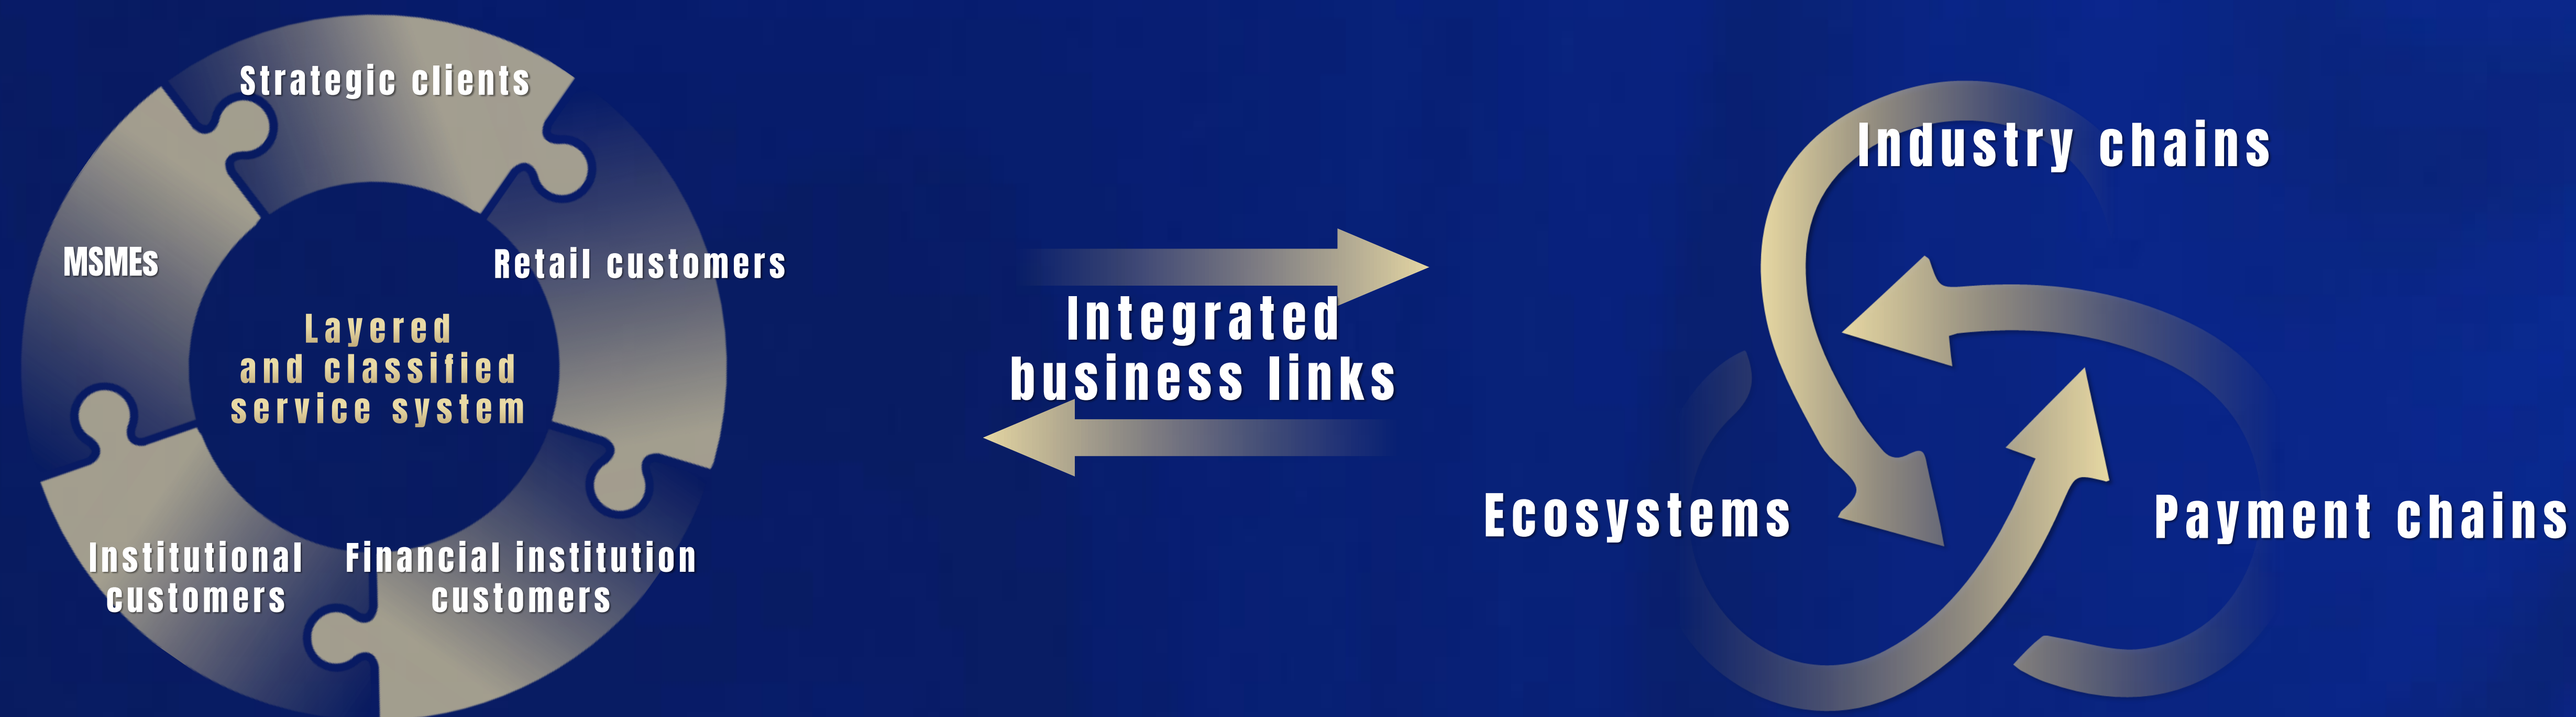 Strategic clients
MSMEs
Retail customers
Layered
and classified
service system
Institutional
customers
Financial institution
customers
Integrated
business links
Industry chains
Ecosystems
Payment chains